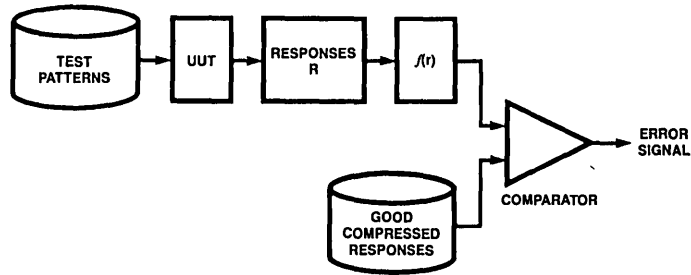 TEST
PATTERNS
UUT
RESPONSES
R
f(r)
ERROR
SIGNAL
COMPARATOR
GOOD
COMPRESSED
RESPONSES